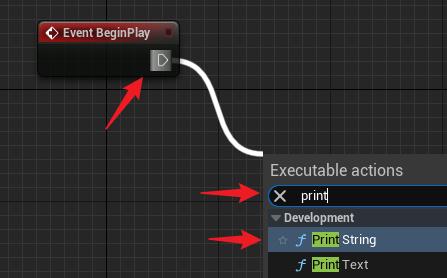 Event BeginPlay
Executable actions
print
Development
f Print String
f Print Text